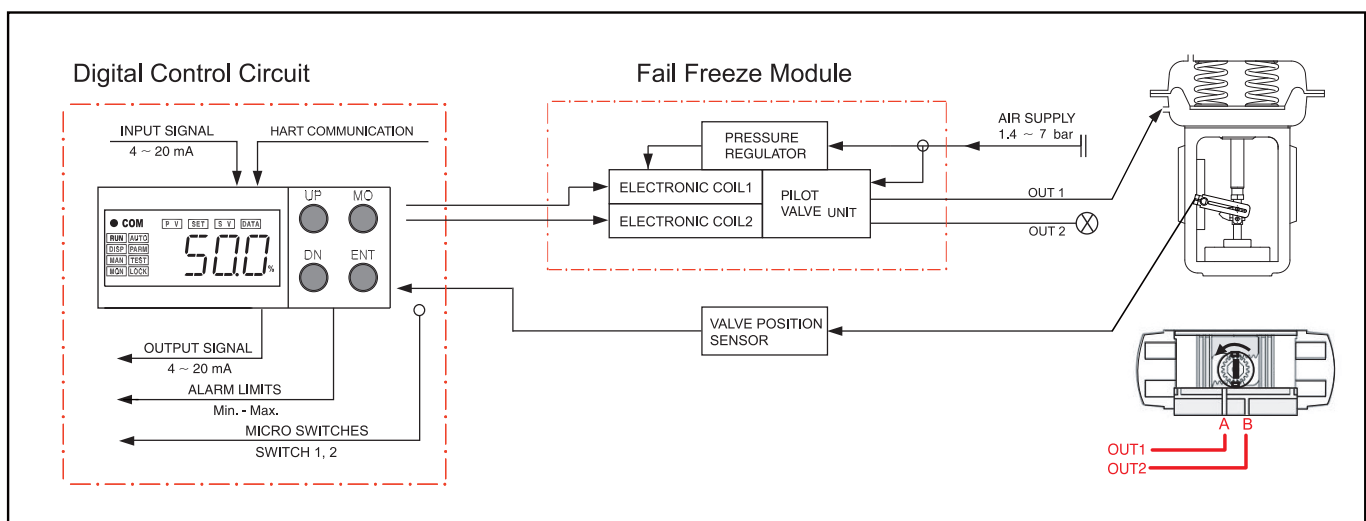 Digital Control Circuit
INPUT SIGNAL
4 ~ 20 mA
HART COMMUNICATION
COM
P V SET S V DATA
RUN AUTO
DISP PARM
MAN TEST
MON LOCK
50.0 %
UP MO
DN ENT
OUTPUT SIGNAL
4 ~ 20 mA
ALARM LIMITS
Min. - Max.
MICRO SWITCHES
SWITCH 1, 2
Fail Freeze Module
PRESSURE
REGULATOR
ELECTRONIC COIL1
ELECTRONIC COIL2
PILOT
VALVE UNIT
AIR SUPPLY
1.4 ~ 7 bar
OUT 1
OUT 2
VALVE POSITION
SENSOR
A B
OUT1
OUT2